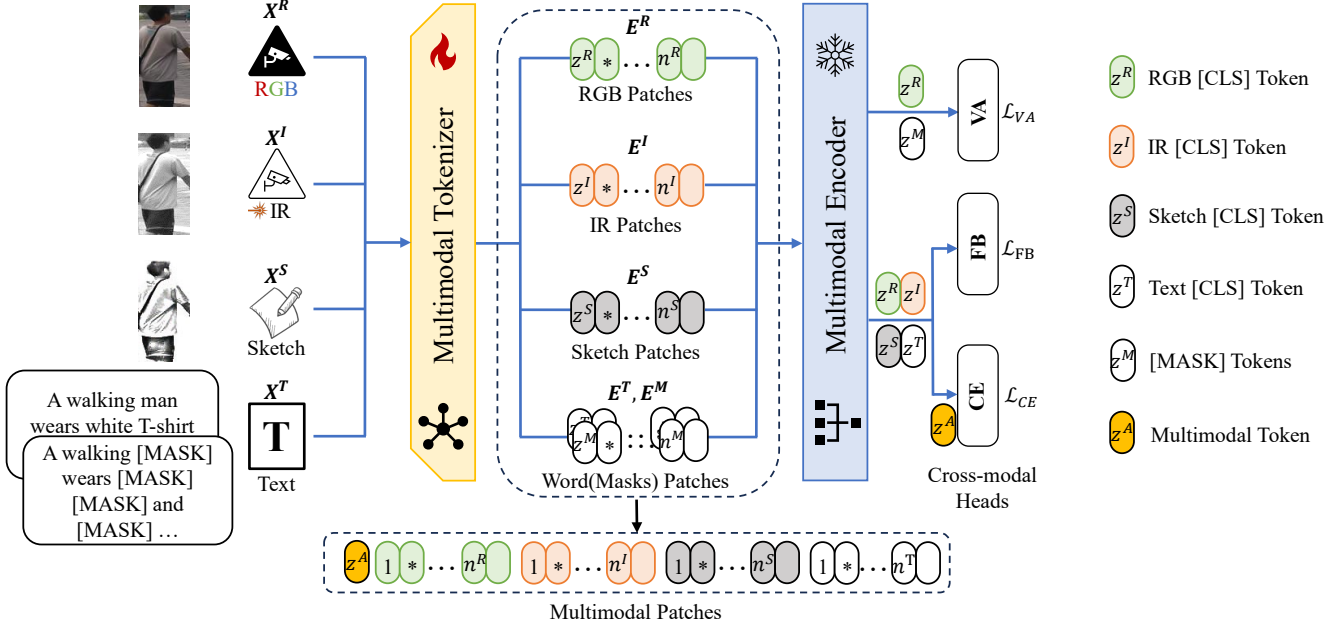 X^R
RGB
X^I
IR
X^S
Sketch
X^T
T
Text
A walking man
wears white T-shirt
A walking [MASK]
wears [MASK]
[MASK] and
[MASK] …
Multimodal Tokenizer
E^R
z^R * … n^R
RGB Patches
E^I
z^I * … n^I
IR Patches
E^S
z^S * … n^S
Sketch Patches
E^T, E^M
z^T
z^M * : : n^M
Word(Masks) Patches
Multimodal Encoder
z^R
z^M
VA
ℒ_VA
z^R z^I
z^S z^T
FB
ℒ_FB
z^A
CE
ℒ_CE
Cross-modal
Heads
z^R RGB [CLS] Token
z^I IR [CLS] Token
z^S Sketch [CLS] Token
z^T Text [CLS] Token
z^M [MASK] Tokens
z^A Multimodal Token
z^A 1 * … n^R 1 * … n^I 1 * … n^S 1 * … n^T
Multimodal Patches